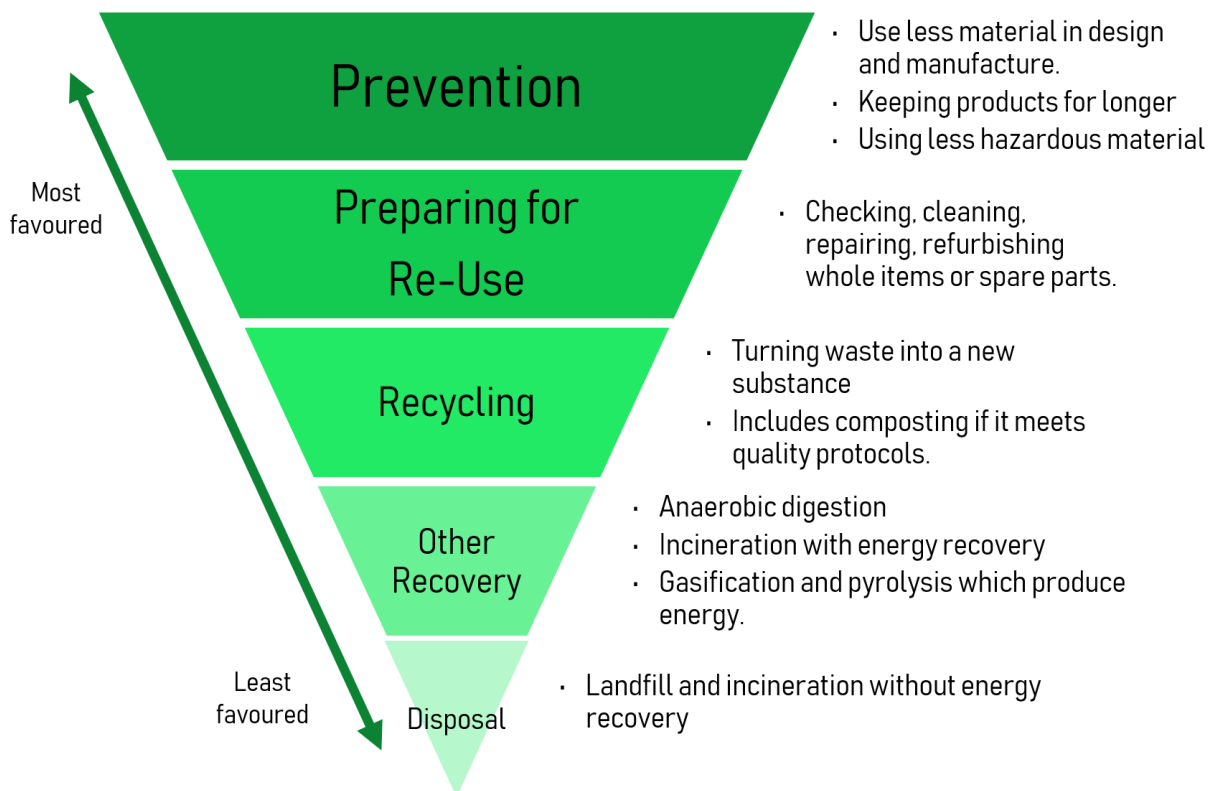 Prevention
· Use less material in design
and manufacture.
· Keeping products for longer
· Using less hazardous material
Most
favoured
Preparing for
Re-Use
· Checking, cleaning,
repairing, refurbishing
whole items or spare parts.
Recycling
· Turning waste into a new
substance
· Includes composting if it meets
quality protocols.
Other
Recovery
· Anaerobic digestion
· Incineration with energy recovery
· Gasification and pyrolysis which produce
energy.
Least
favoured
Disposal
· Landfill and incineration without energy
recovery